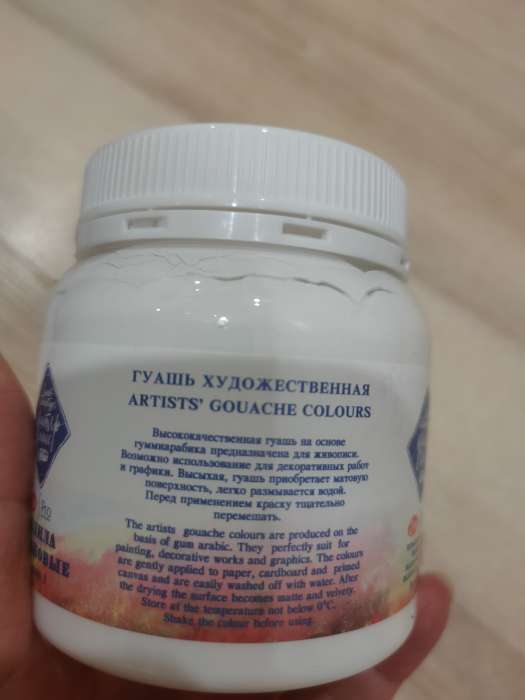 ГУАШЬ ХУДОЖЕСТВЕННАЯ
ARTISTS' GOUACHE COLOURS
Высококачественная гуашь на основе
гуммиарабика предназначена для живописи.
Возможно использование для декоративных работ
и графики. Высыхая, гуашь приобретает матовую
поверхность, легко размывается водой.
Перед применением краску тщательно
перемешать.
The artists gouache colours are produced on the
basis of gum arabic. They perfectly suit for
painting, decorative works and graphics. The colours
are gently applied to paper, cardboard and primed
canvas and are easily washed off with water. After
the drying the surface becomes matte and velvety.
Store at the temperature not below 0°C.
Shake the colour before using.